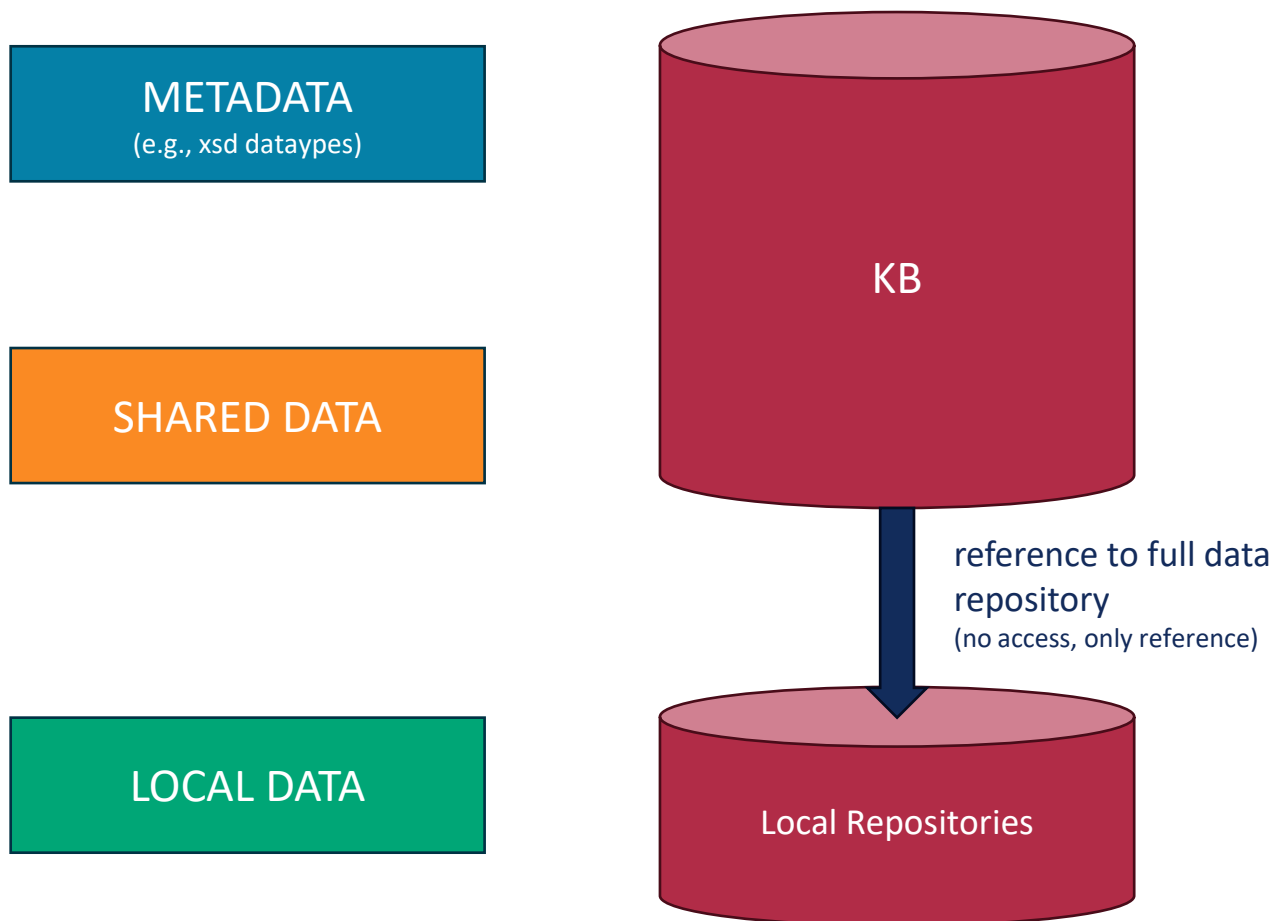 METADATA
(e.g., xsd dataypes)
KB
SHARED DATA
reference to full data
repository
(no access, only reference)
LOCAL DATA
Local Repositories